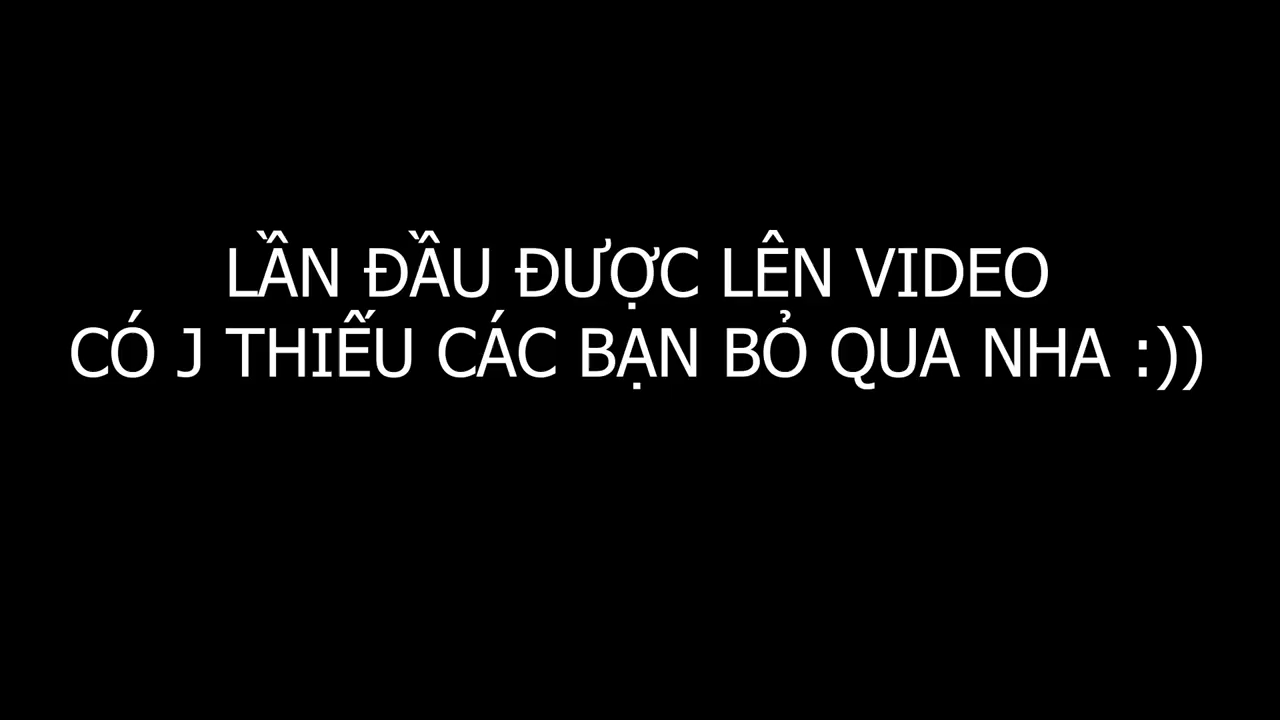 LẦN ĐẦU ĐƯỢC LÊN VIDEO
CÓ J THIẾU CÁC BẠN BỎ QUA NHA :))